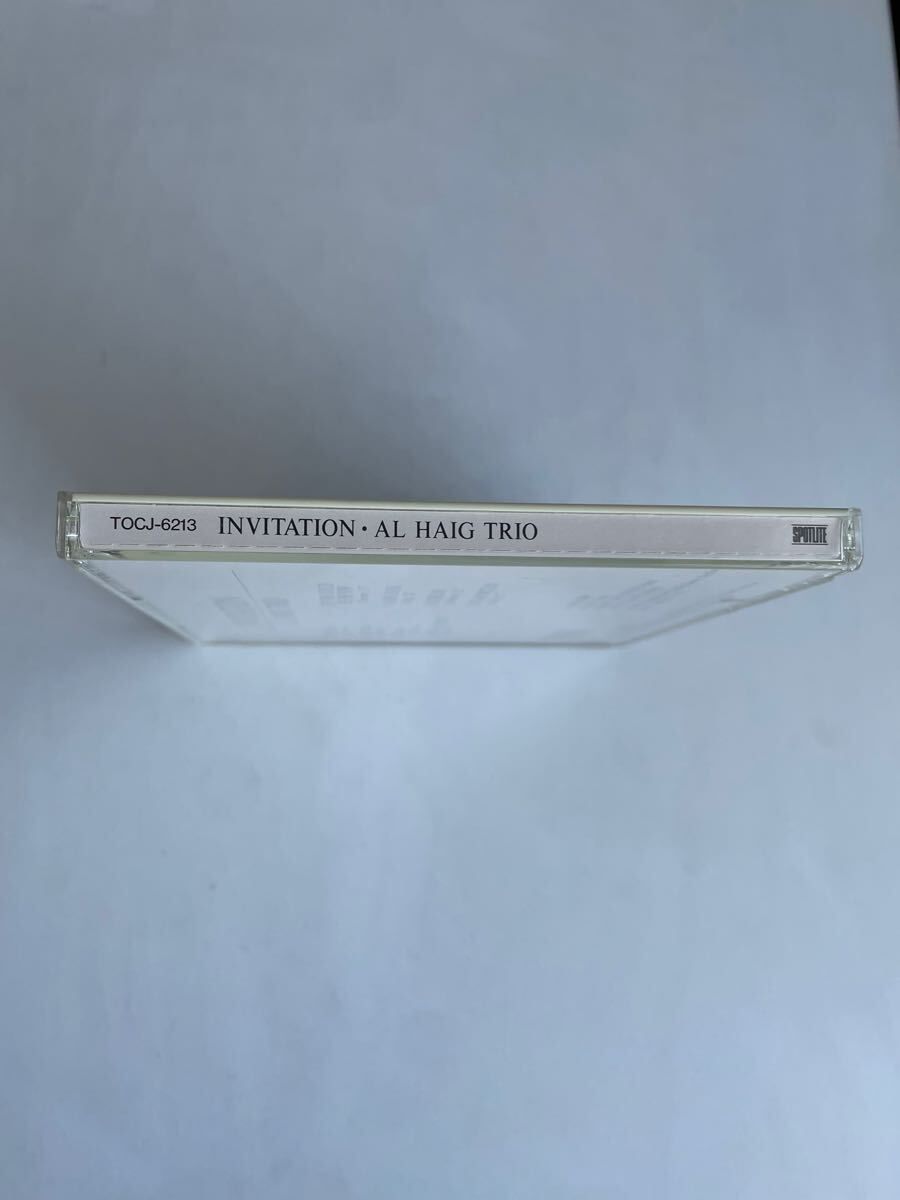 TOCJ-6213 INVITATION・AL HAIG TRIO SPOTLITE